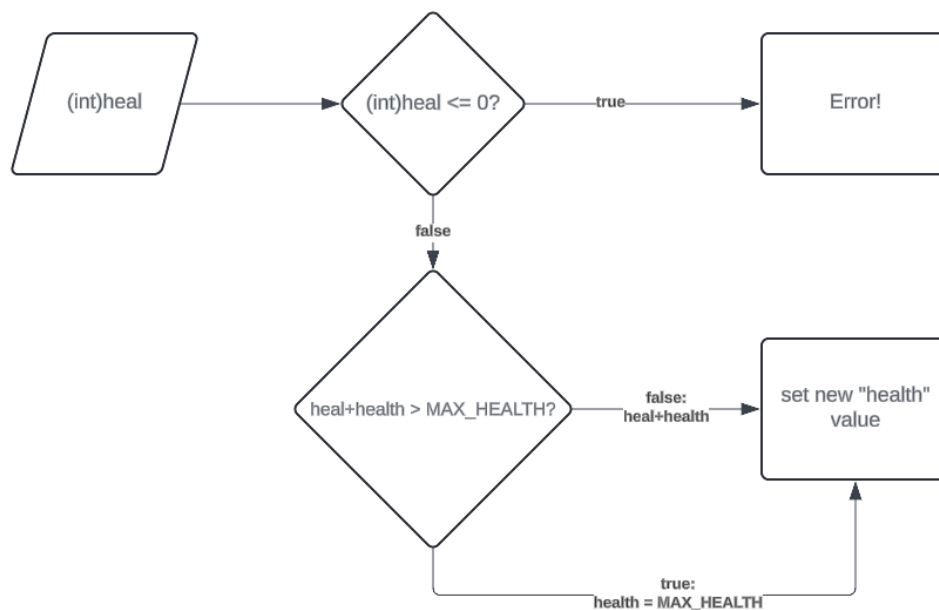 (int)heal
(int)heal <= 0?
true
Error!
false
heal+health > MAX_HEALTH?
false:
heal+health
set new "health"
value
true:
health = MAX_HEALTH